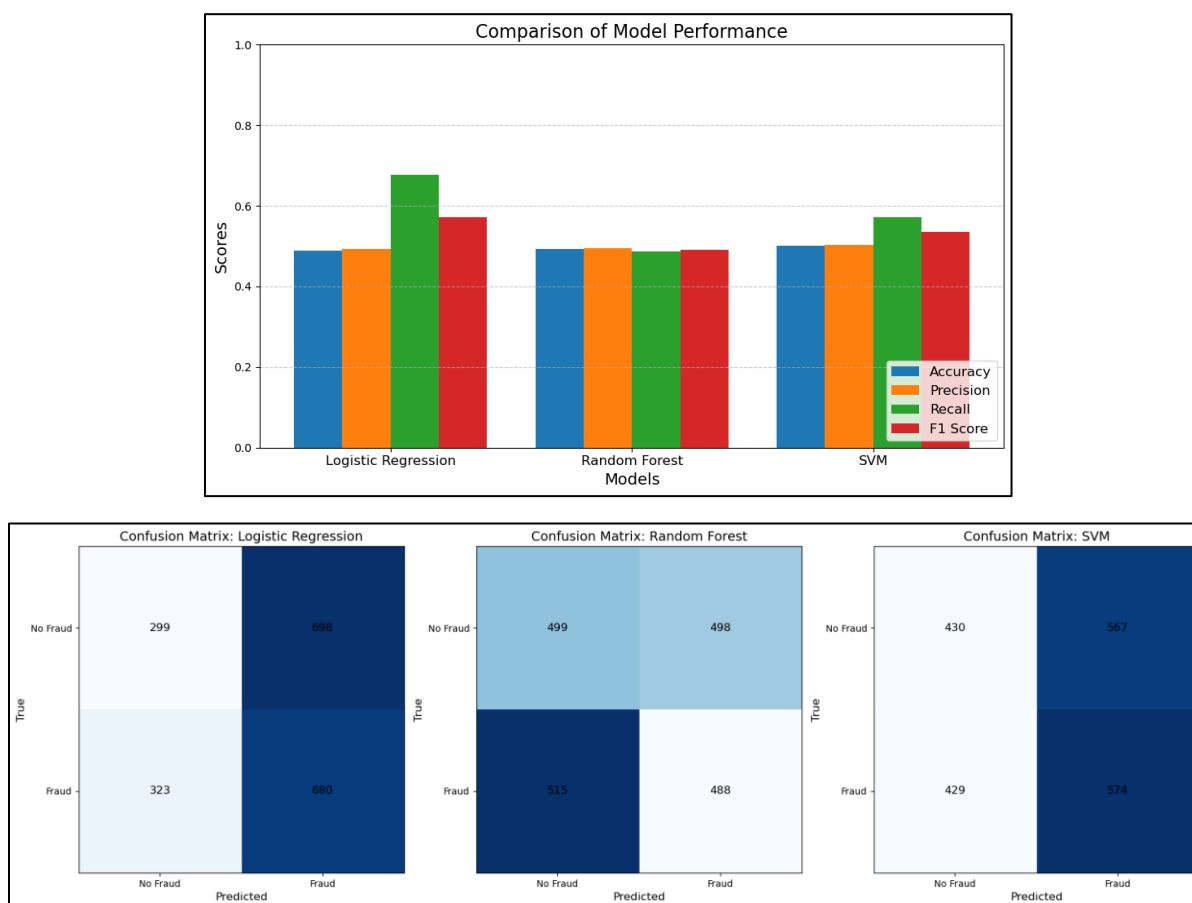 Comparison of Model Performance
1.0
0.8
0.6
0.4
0.2
0.0
Scores
Accuracy
Precision
Recall
F1 Score
Logistic Regression Random Forest SVM
Models
Confusion Matrix: Logistic Regression
No Fraud 299 698
True
Fraud 323 680
No Fraud Fraud
Predicted
Confusion Matrix: Random Forest
No Fraud 499 498
True
Fraud 515 488
No Fraud Fraud
Predicted
Confusion Matrix: SVM
No Fraud 430 567
True
Fraud 429 574
No Fraud Fraud
Predicted